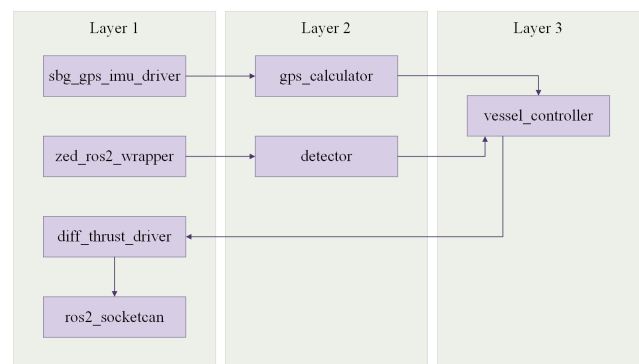 Layer 1
Layer 2
Layer 3
sbg_gps_imu_driver
gps_calculator
vessel_controller
zed_ros2_wrapper
detector
diff_thrust_driver
ros2_socketcan